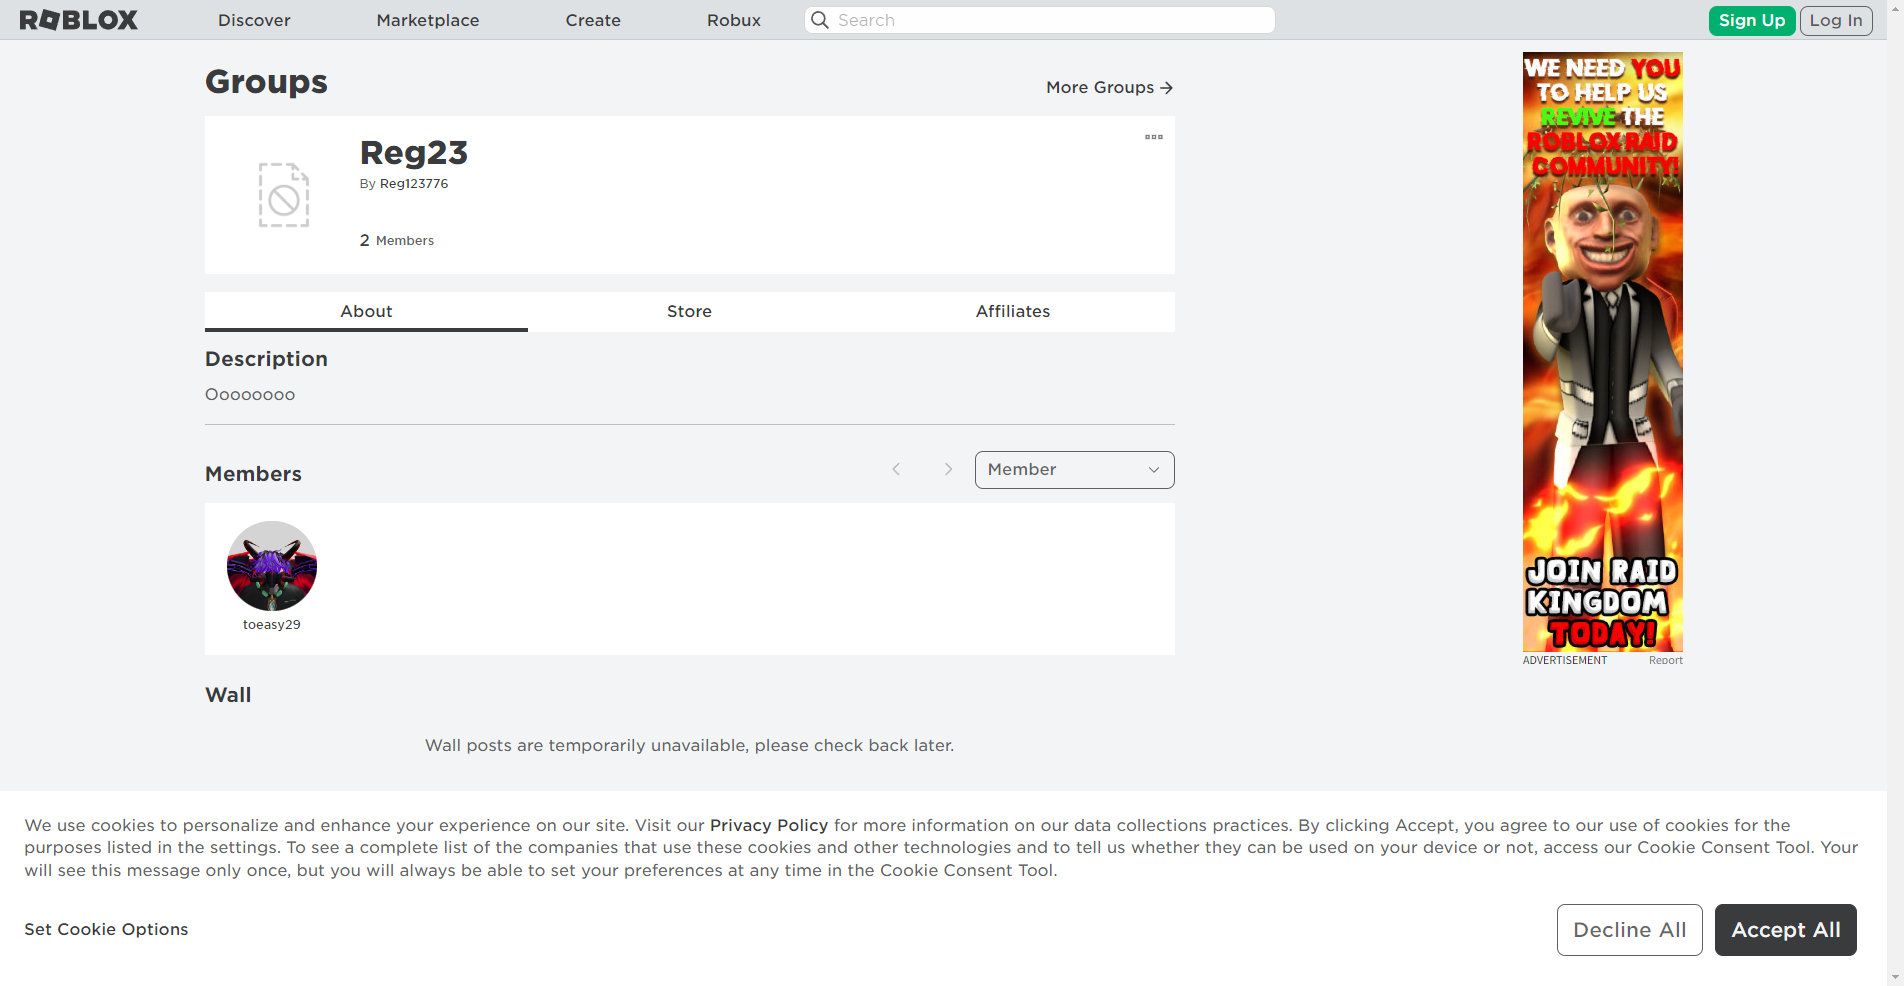 ROBLOX
Discover
Marketplace
Create
Robux
Search
Sign Up
Log In
Groups
More Groups
Reg23
By Reg123776
2 Members
About
Store
Affiliates
Description
Oooooooo
Members
Member
toeasy29
Wall
Wall posts are temporarily unavailable, please check back later.
WE NEED YOU
TO HELP US
REVIVE THE
ROBLOX RAID
COMMUNITY!
JOIN RAID
KINGDOM
TODAY!
ADVERTISEMENT
Report
We use cookies to personalize and enhance your experience on our site. Visit our Privacy Policy for more information on our data collections practices. By clicking Accept, you agree to our use of cookies for the
purposes listed in the settings. To see a complete list of the companies that use these cookies and other technologies and to tell us whether they can be used on your device or not, access our Cookie Consent Tool. Your
will see this message only once, but you will always be able to set your preferences at any time in the Cookie Consent Tool.
Set Cookie Options
Decline All
Accept All